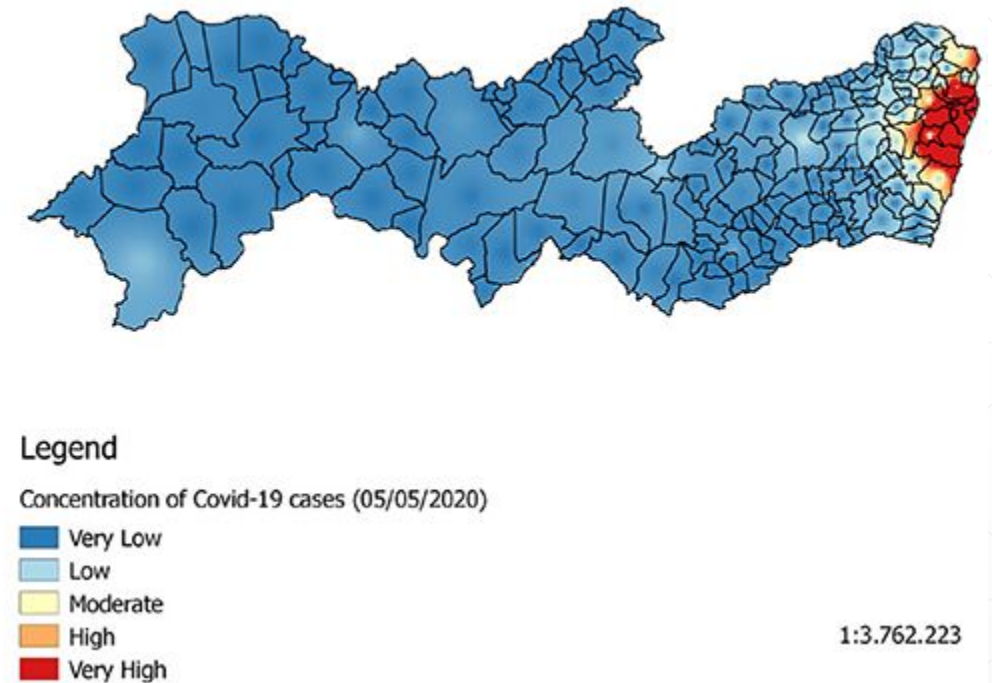 Legend
Concentration of Covid-19 cases (05/05/2020)
Very Low
Low
Moderate
High
Very High
1:3.762.223